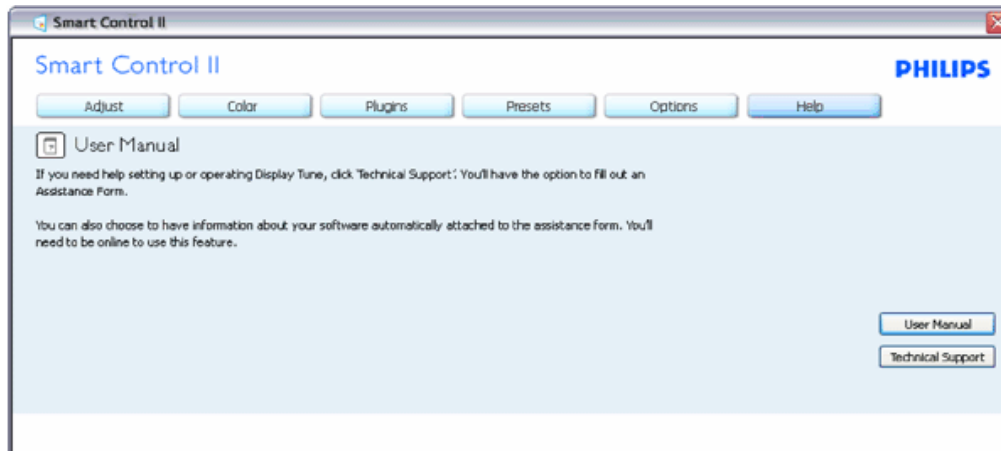 Smart Control II
Smart Control II
PHILIPS
Adjust Color Plugins Presets Options Help
User Manual
If you need help setting up or operating Display Tune, click 'Technical Support'. You'll have the option to fill out an
Assistance Form.
You can also choose to have information about your software automatically attached to the assistance form. You'll
need to be online to use this feature.
User Manual
Technical Support